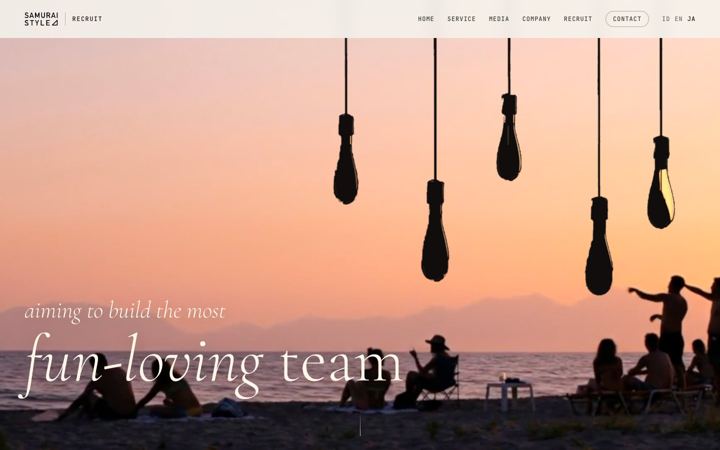 SAMURAI
STYLE
RECRUIT
HOME SERVICE MEDIA COMPANY RECRUIT CONTACT ID EN JA
aiming to build the most
fun-loving team